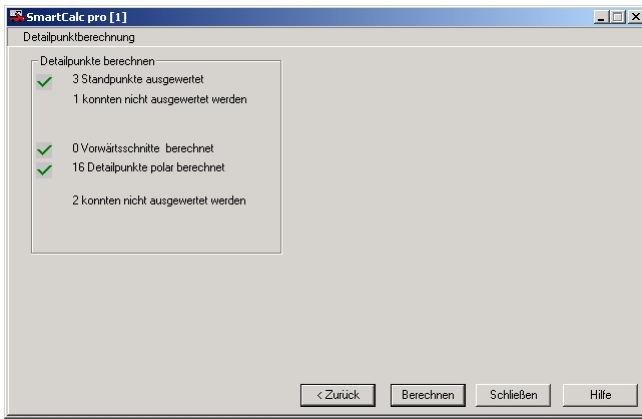 SmartCalc pro [1]
Detailpunktberechnung
Detailpunkte berechnen
3 Standpunkte ausgewertet
1 konnten nicht ausgewertet werden
0 Vorwärtsschnitte berechnet
16 Detailpunkte polar berechnet
2 konnten nicht ausgewertet werden
< Zurück Berechnen Schließen Hilfe